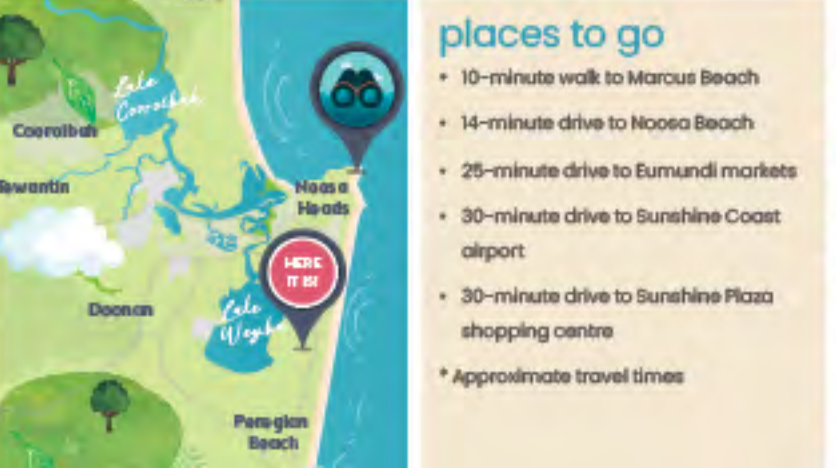 Lake
Cooroibah
Cooroibah
Tewantin
Noosa
Heads
HERE
IT IS!
Doonan
Lake
Weyba
Peregian
Beach
places to go
• 10-minute walk to Marcus Beach
• 14-minute drive to Noosa Beach
• 25-minute drive to Eumundi markets
• 30-minute drive to Sunshine Coast
airport
• 30-minute drive to Sunshine Plaza
shopping centre
* Approximate travel times